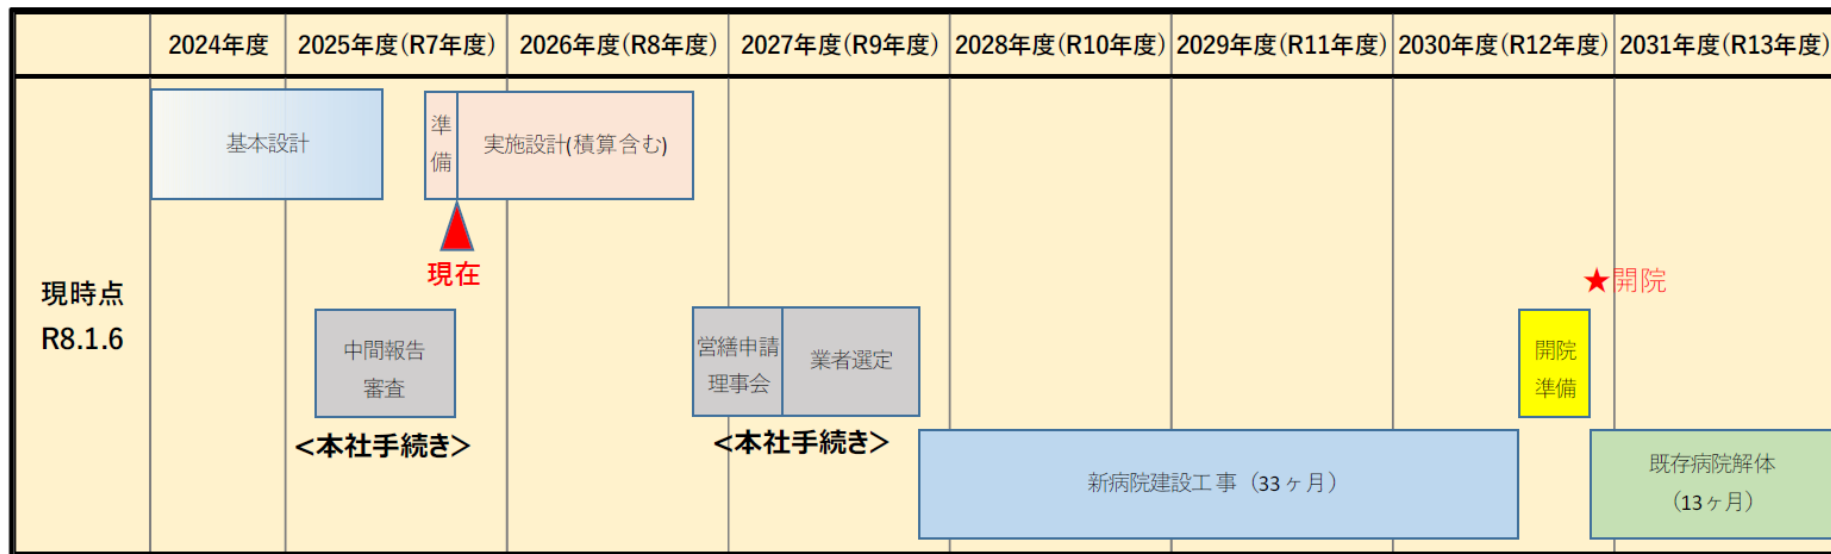 2024年度 2025年度(R7年度) 2026年度(R8年度) 2027年度(R9年度) 2028年度(R10年度) 2029年度(R11年度) 2030年度(R12年度) 2031年度(R13年度)
基本設計
準
備
実施設計(積算含む)
現在
現時点
R8.1.6
★開院
中間報告
審査
<本社手続き>
営繕申請
理事会
業者選定
<本社手続き>
開院
準備
新病院建設工事（33ヶ月）
既存病院解体
（13ヶ月）